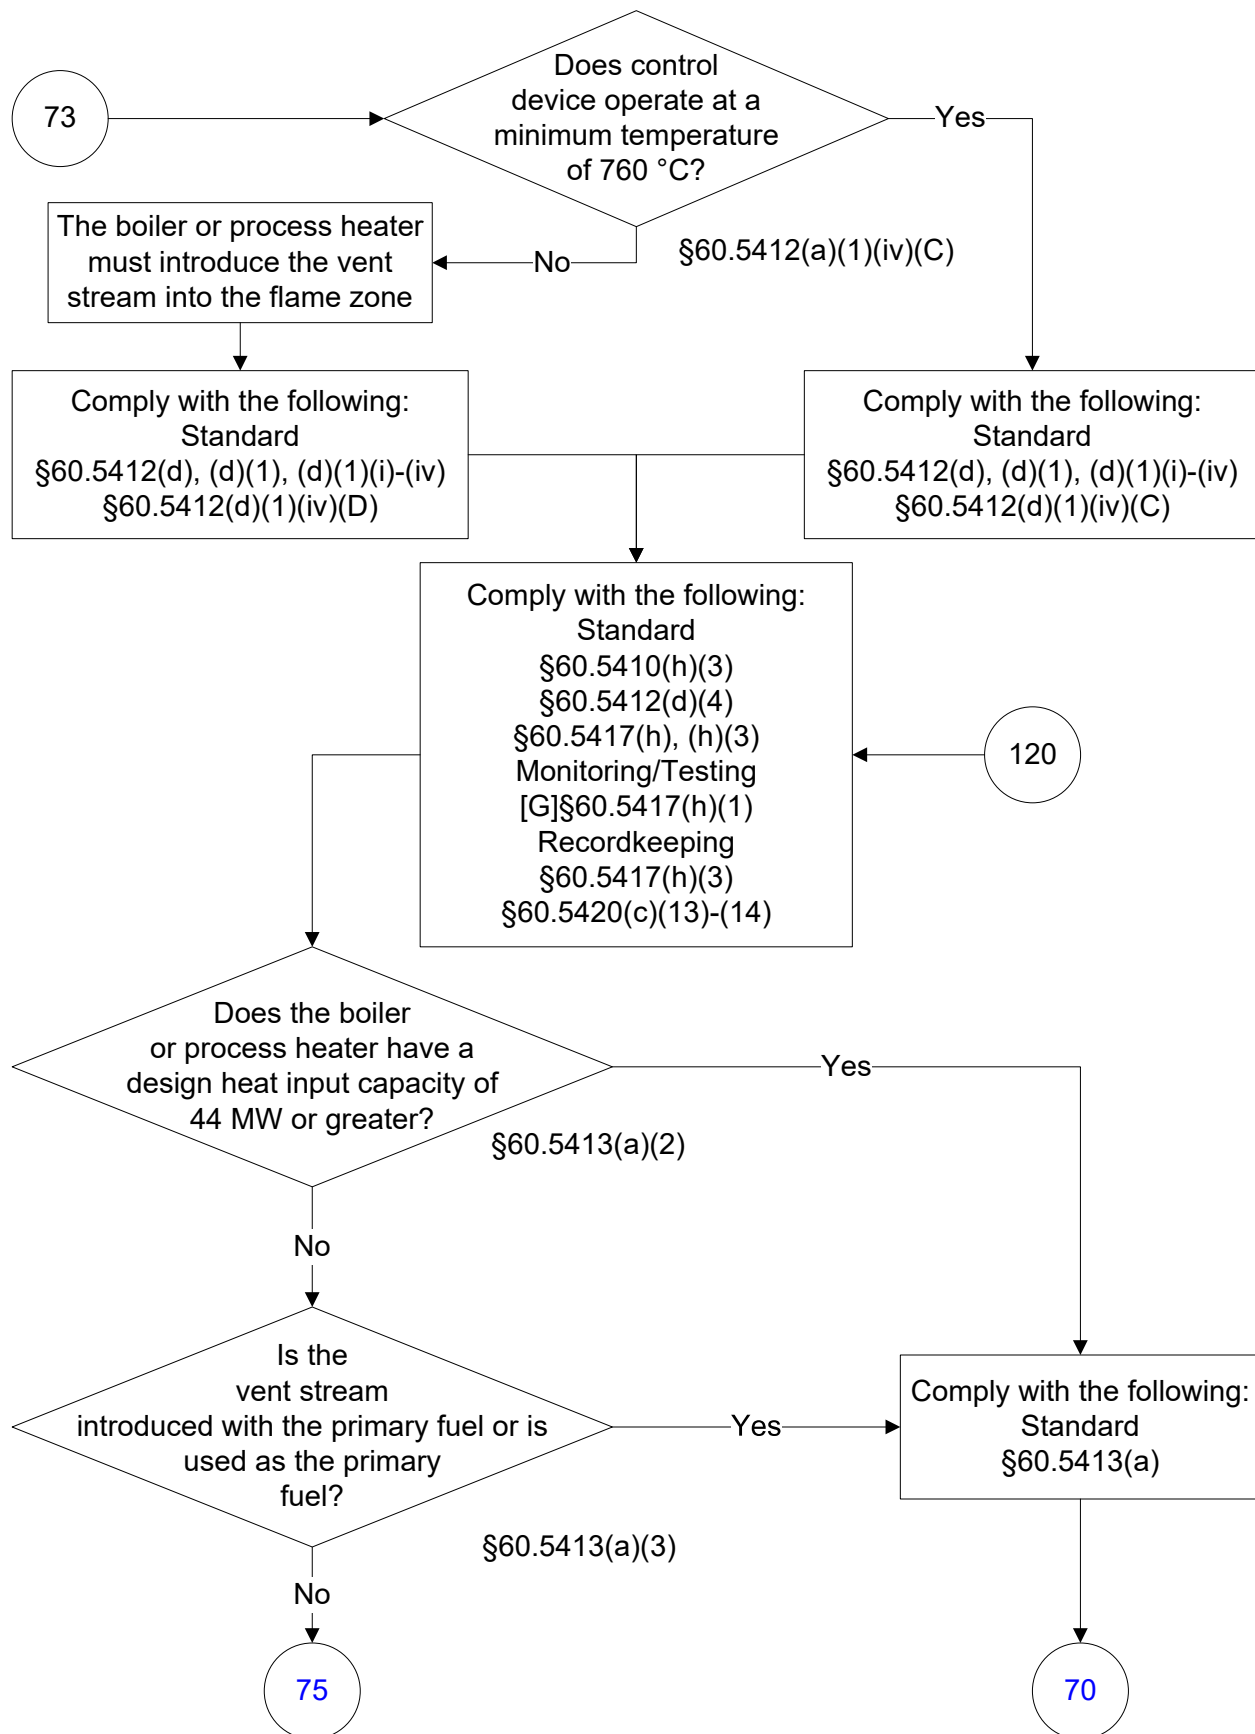 73
Does control
device operate at a
minimum temperature
of 760 °C?
Yes
The boiler or process heater
must introduce the vent
stream into the flame zone
No
§60.5412(a)(1)(iv)(C)
Comply with the following:
Standard
§60.5412(d), (d)(1), (d)(1)(i)-(iv)
§60.5412(d)(1)(iv)(D)
Comply with the following:
Standard
§60.5412(d), (d)(1), (d)(1)(i)-(iv)
§60.5412(d)(1)(iv)(C)
Comply with the following:
Standard
§60.5410(h)(3)
§60.5412(d)(4)
§60.5417(h), (h)(3)
Monitoring/Testing
[G]§60.5417(h)(1)
Recordkeeping
§60.5417(h)(3)
§60.5420(c)(13)-(14)
120
Does the boiler
or process heater have a
design heat input capacity of
44 MW or greater?
Yes
§60.5413(a)(2)
No
Is the
vent stream
introduced with the primary fuel or is
used as the primary
fuel?
Yes
Comply with the following:
Standard
§60.5413(a)
§60.5413(a)(3)
No
75
70